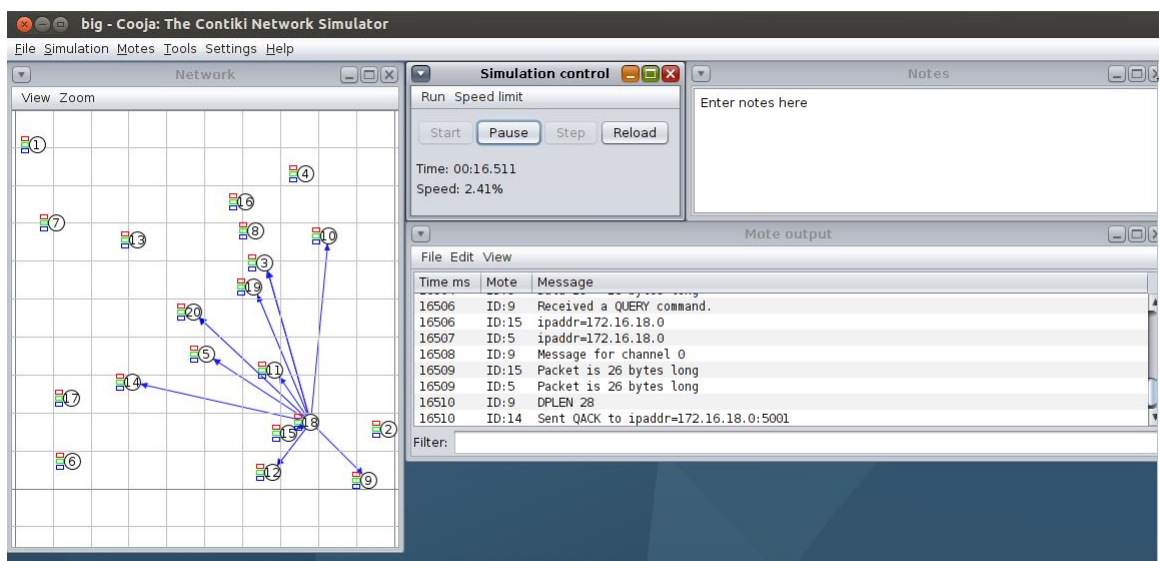 big - Cooja: The Contiki Network Simulator
File Simulation Motes Tools Settings Help
Network
View Zoom
1
4
16
7
8
10
13
3
19
20
5
11
14
17
18
15
2
6
12
9
Simulation control
Run Speed limit
Start Pause Step Reload
Time: 00:16.511
Speed: 2.41%
Notes
Enter notes here
Mote output
File Edit View
Time ms Mote Message
16506 ID:9 Received a QUERY command.
16506 ID:15 ipaddr=172.16.18.0
16507 ID:5 ipaddr=172.16.18.0
16508 ID:9 Message for channel 0
16509 ID:15 Packet is 26 bytes long
16509 ID:5 Packet is 26 bytes long
16510 ID:9 DPLEN 28
16510 ID:14 Sent QACK to ipaddr=172.16.18.0:5001
Filter: